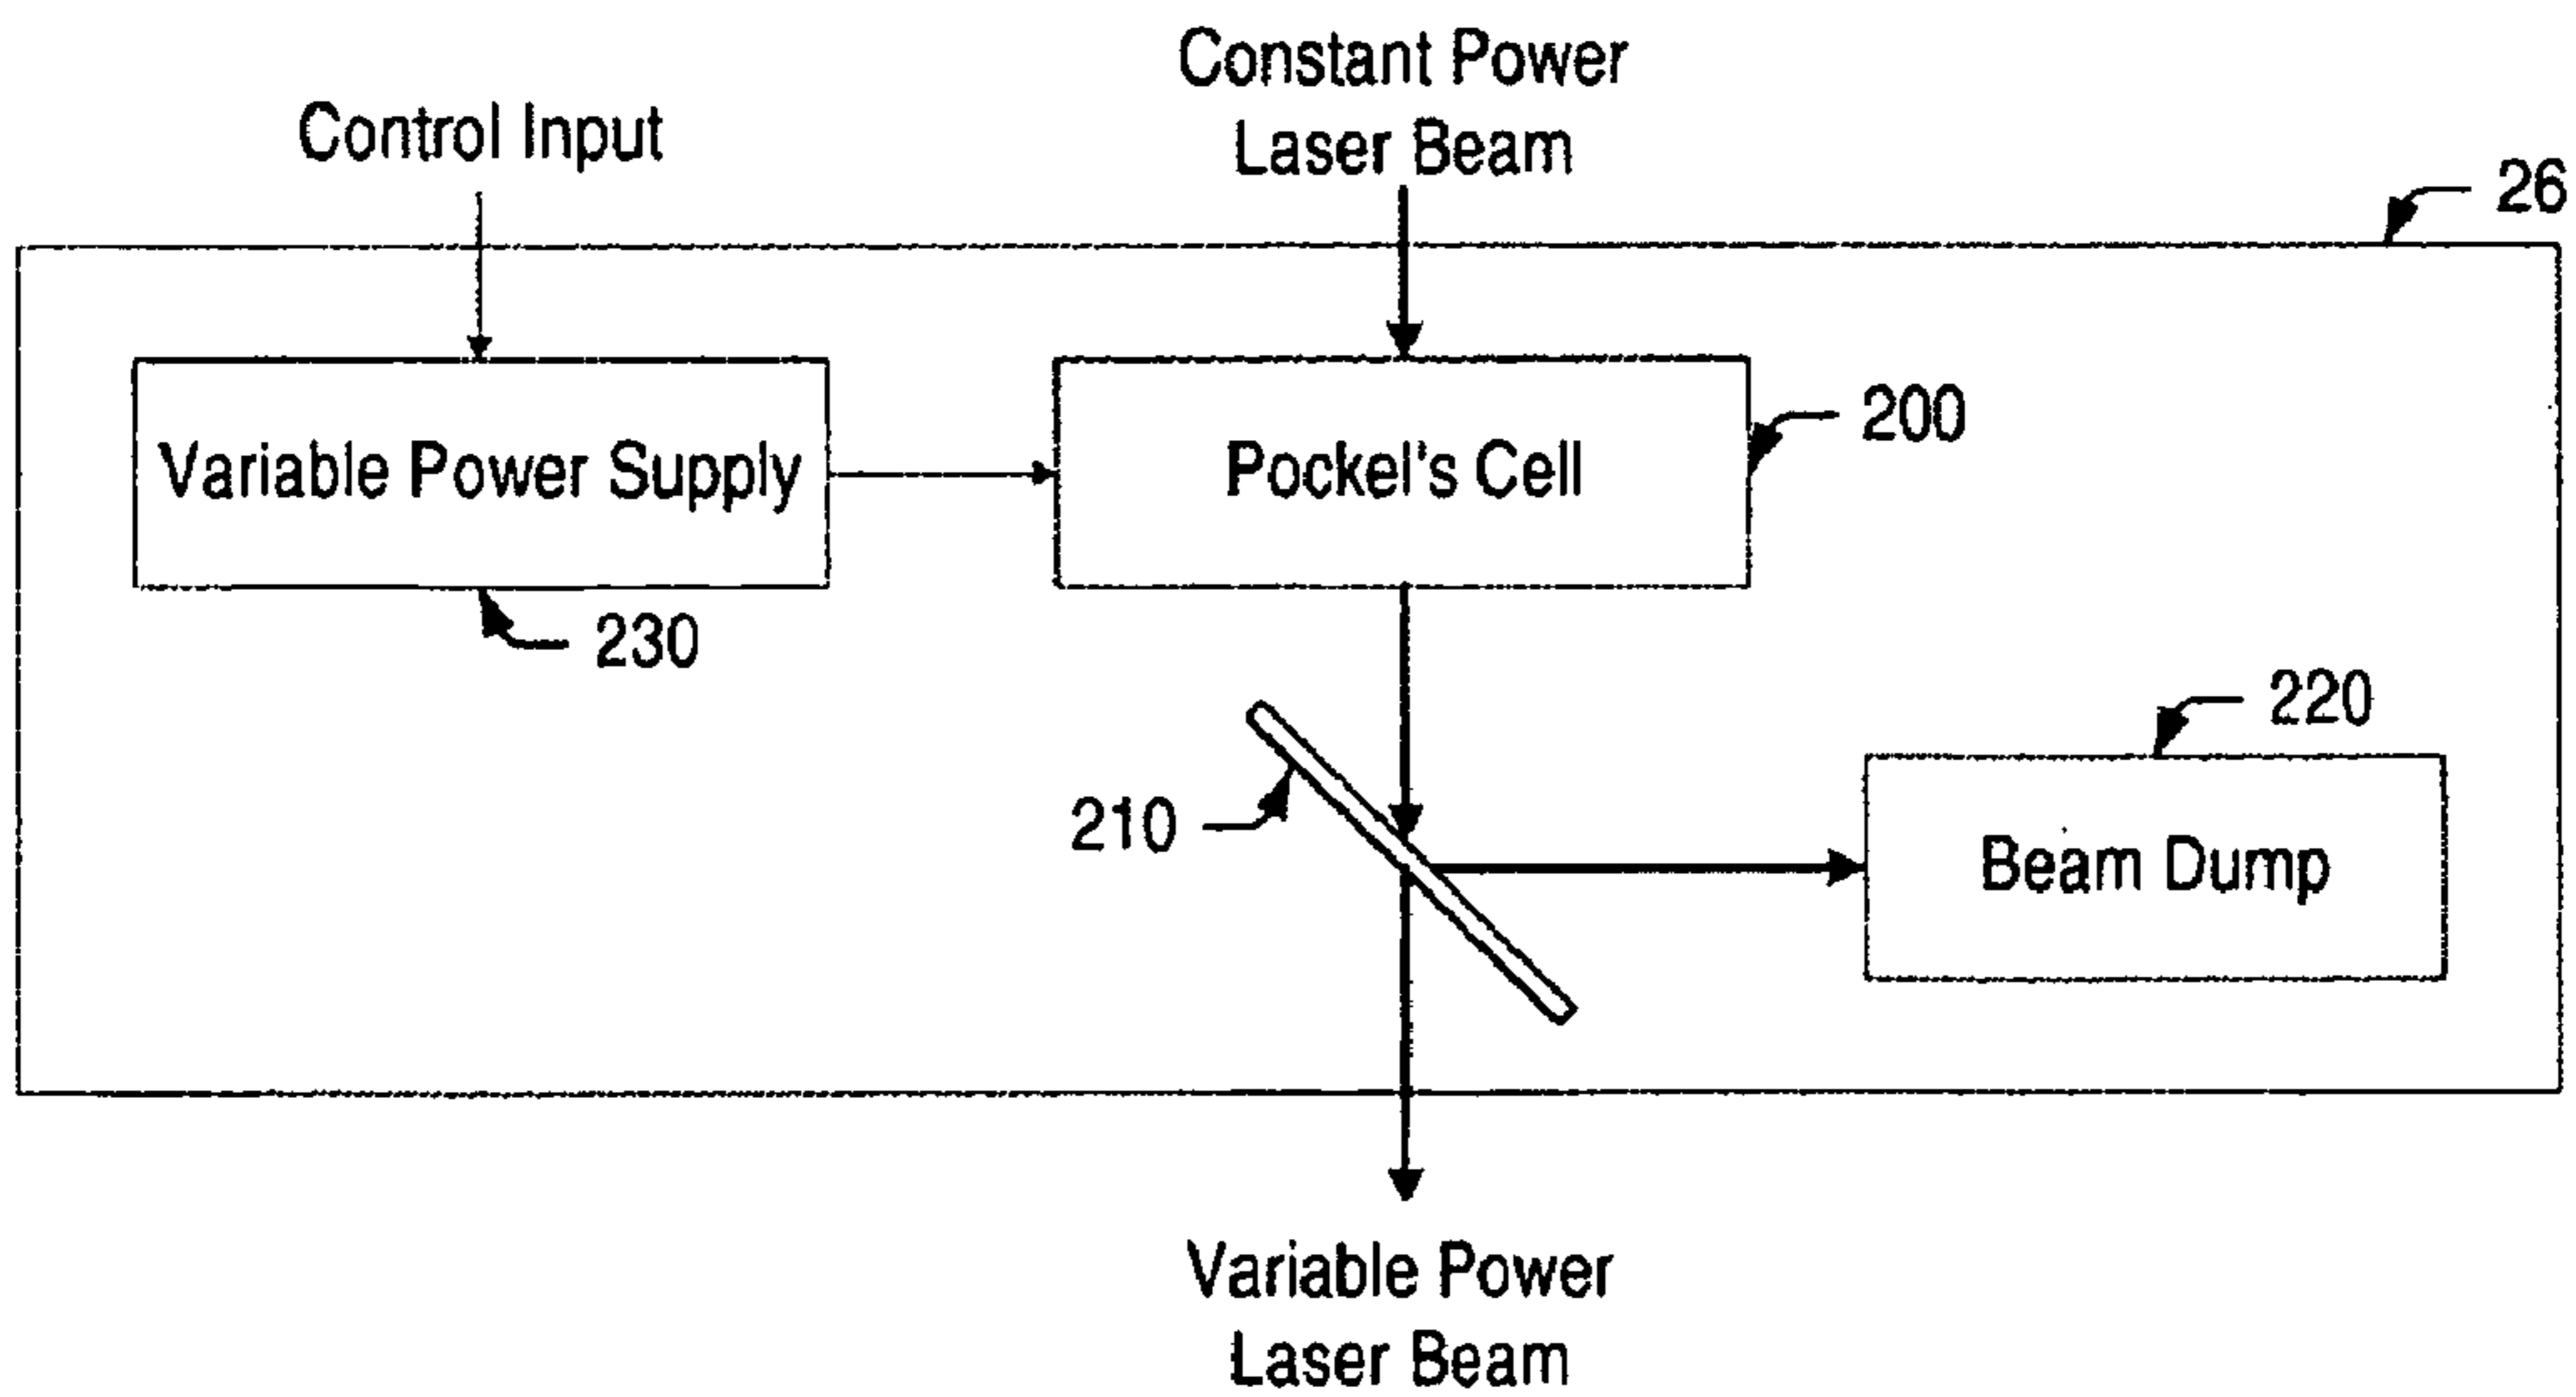 Constant Power
Laser Beam
Control Input
26
Variable Power Supply
Pockel's Cell
200
230
220
210
Beam Dump
Variable Power
Laser Beam